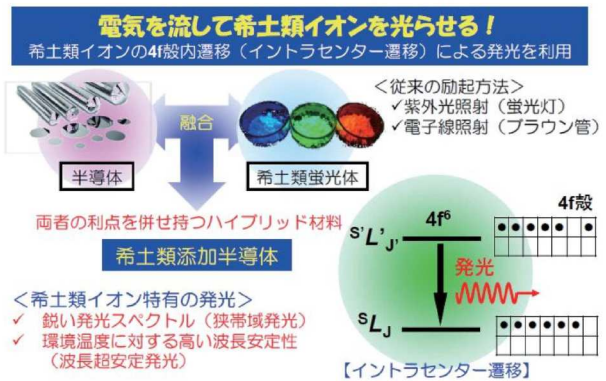 電気を流して希土類イオンを光らせる！
希土類イオンの4f殻内遷移（イントラセンター遷移）による発光を利用
融合
半導体
希土類蛍光体
＜従来の励起方法＞
✓紫外光照射（蛍光灯）
✓電子線照射（ブラウン管）
両者の利点を併せ持つハイブリッド材料
希土類添加半導体
＜希土類イオン特有の発光＞
✓ 鋭い発光スペクトル（狭帯域発光）
✓ 環境温度に対する高い波長安定性
（波長超安定発光）
4f殻
4f⁶
S'L'J'
発光
SLJ
【イントラセンター遷移】